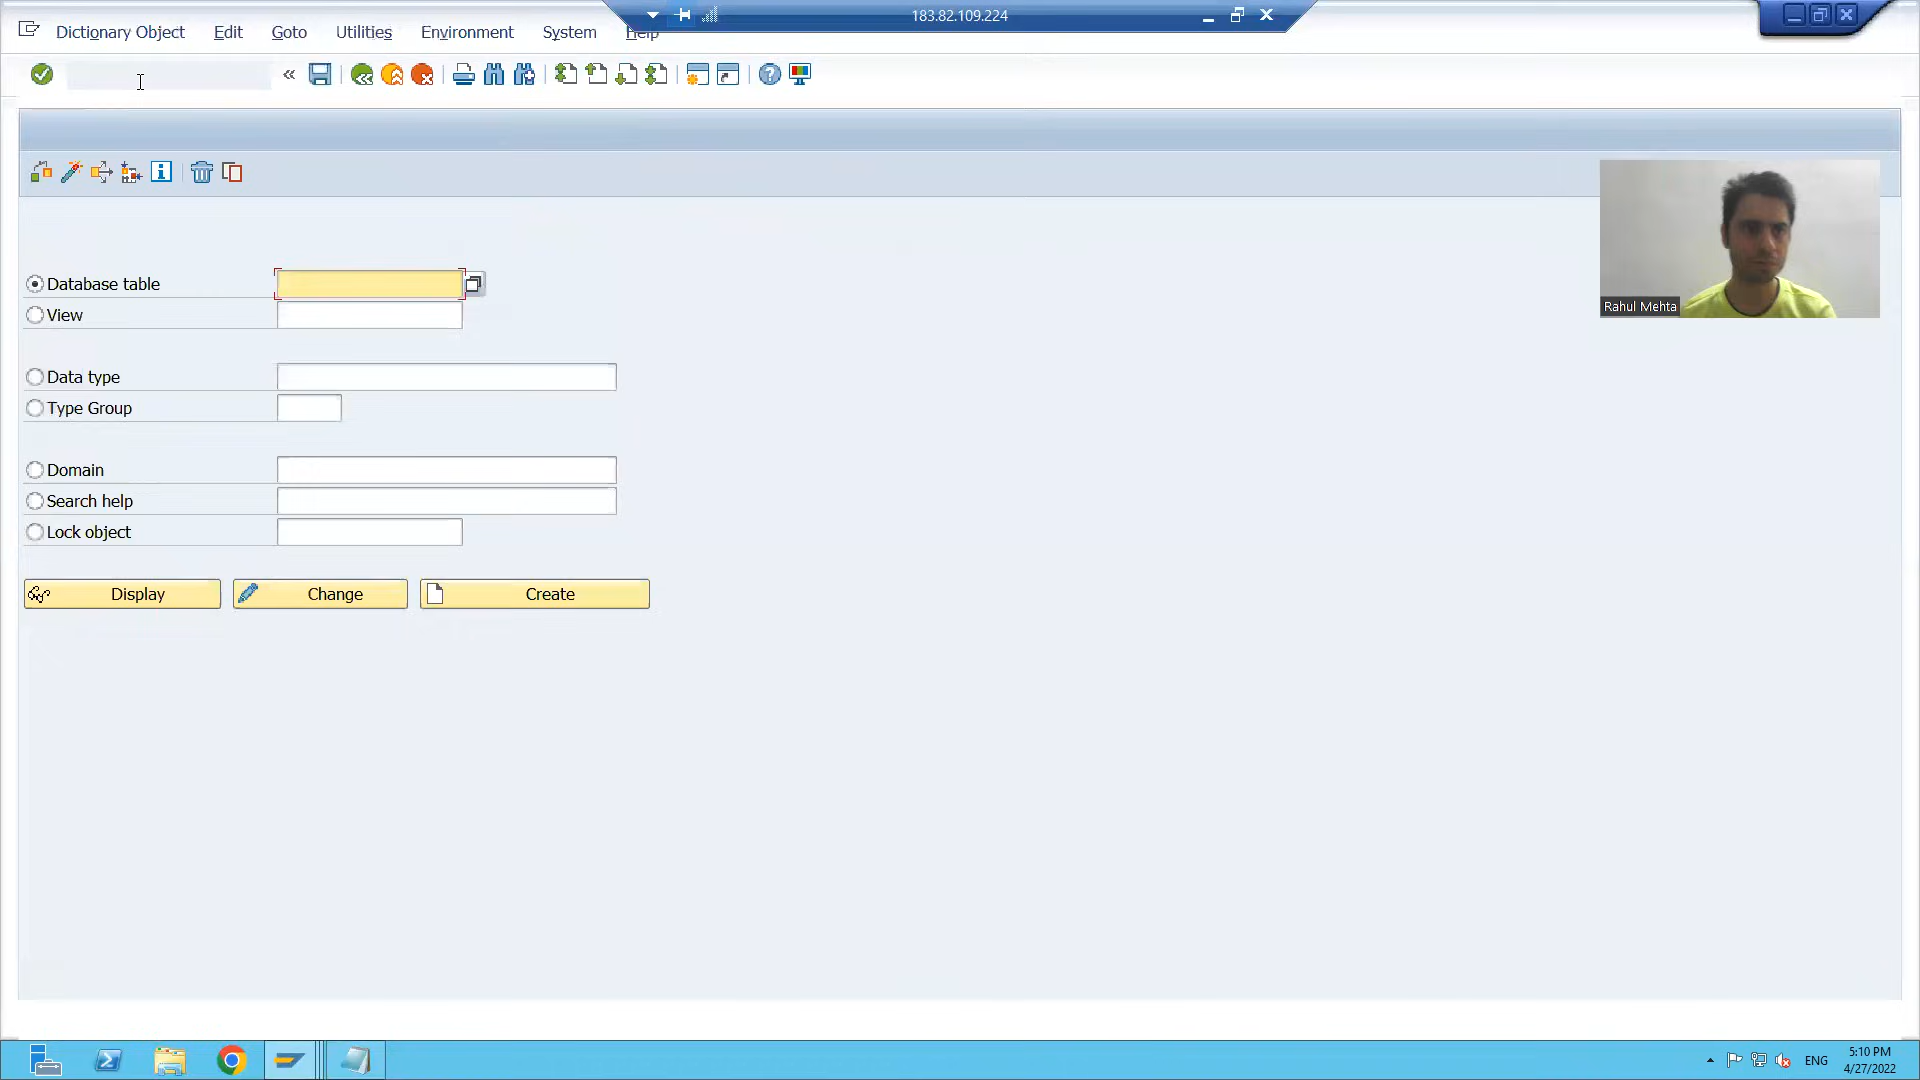 183.82.109.224
Dictionary Object Edit Goto Utilities Environment System Help
Rahul Mehta
Database table
View
Data type
Type Group
Domain
Search help
Lock object
Display Change Create
ENG
5:10 PM
4/27/2022